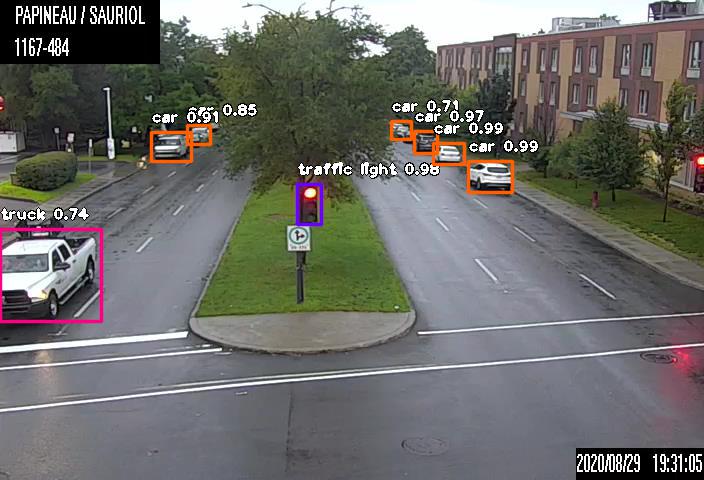 PAPINEAU / SAURIOL
1167-484
car 0.91
car 0.85
car 0.71
car 0.97
car 0.99
car 0.99
traffic light 0.98
truck 0.74
2020/08/29 19:31:05